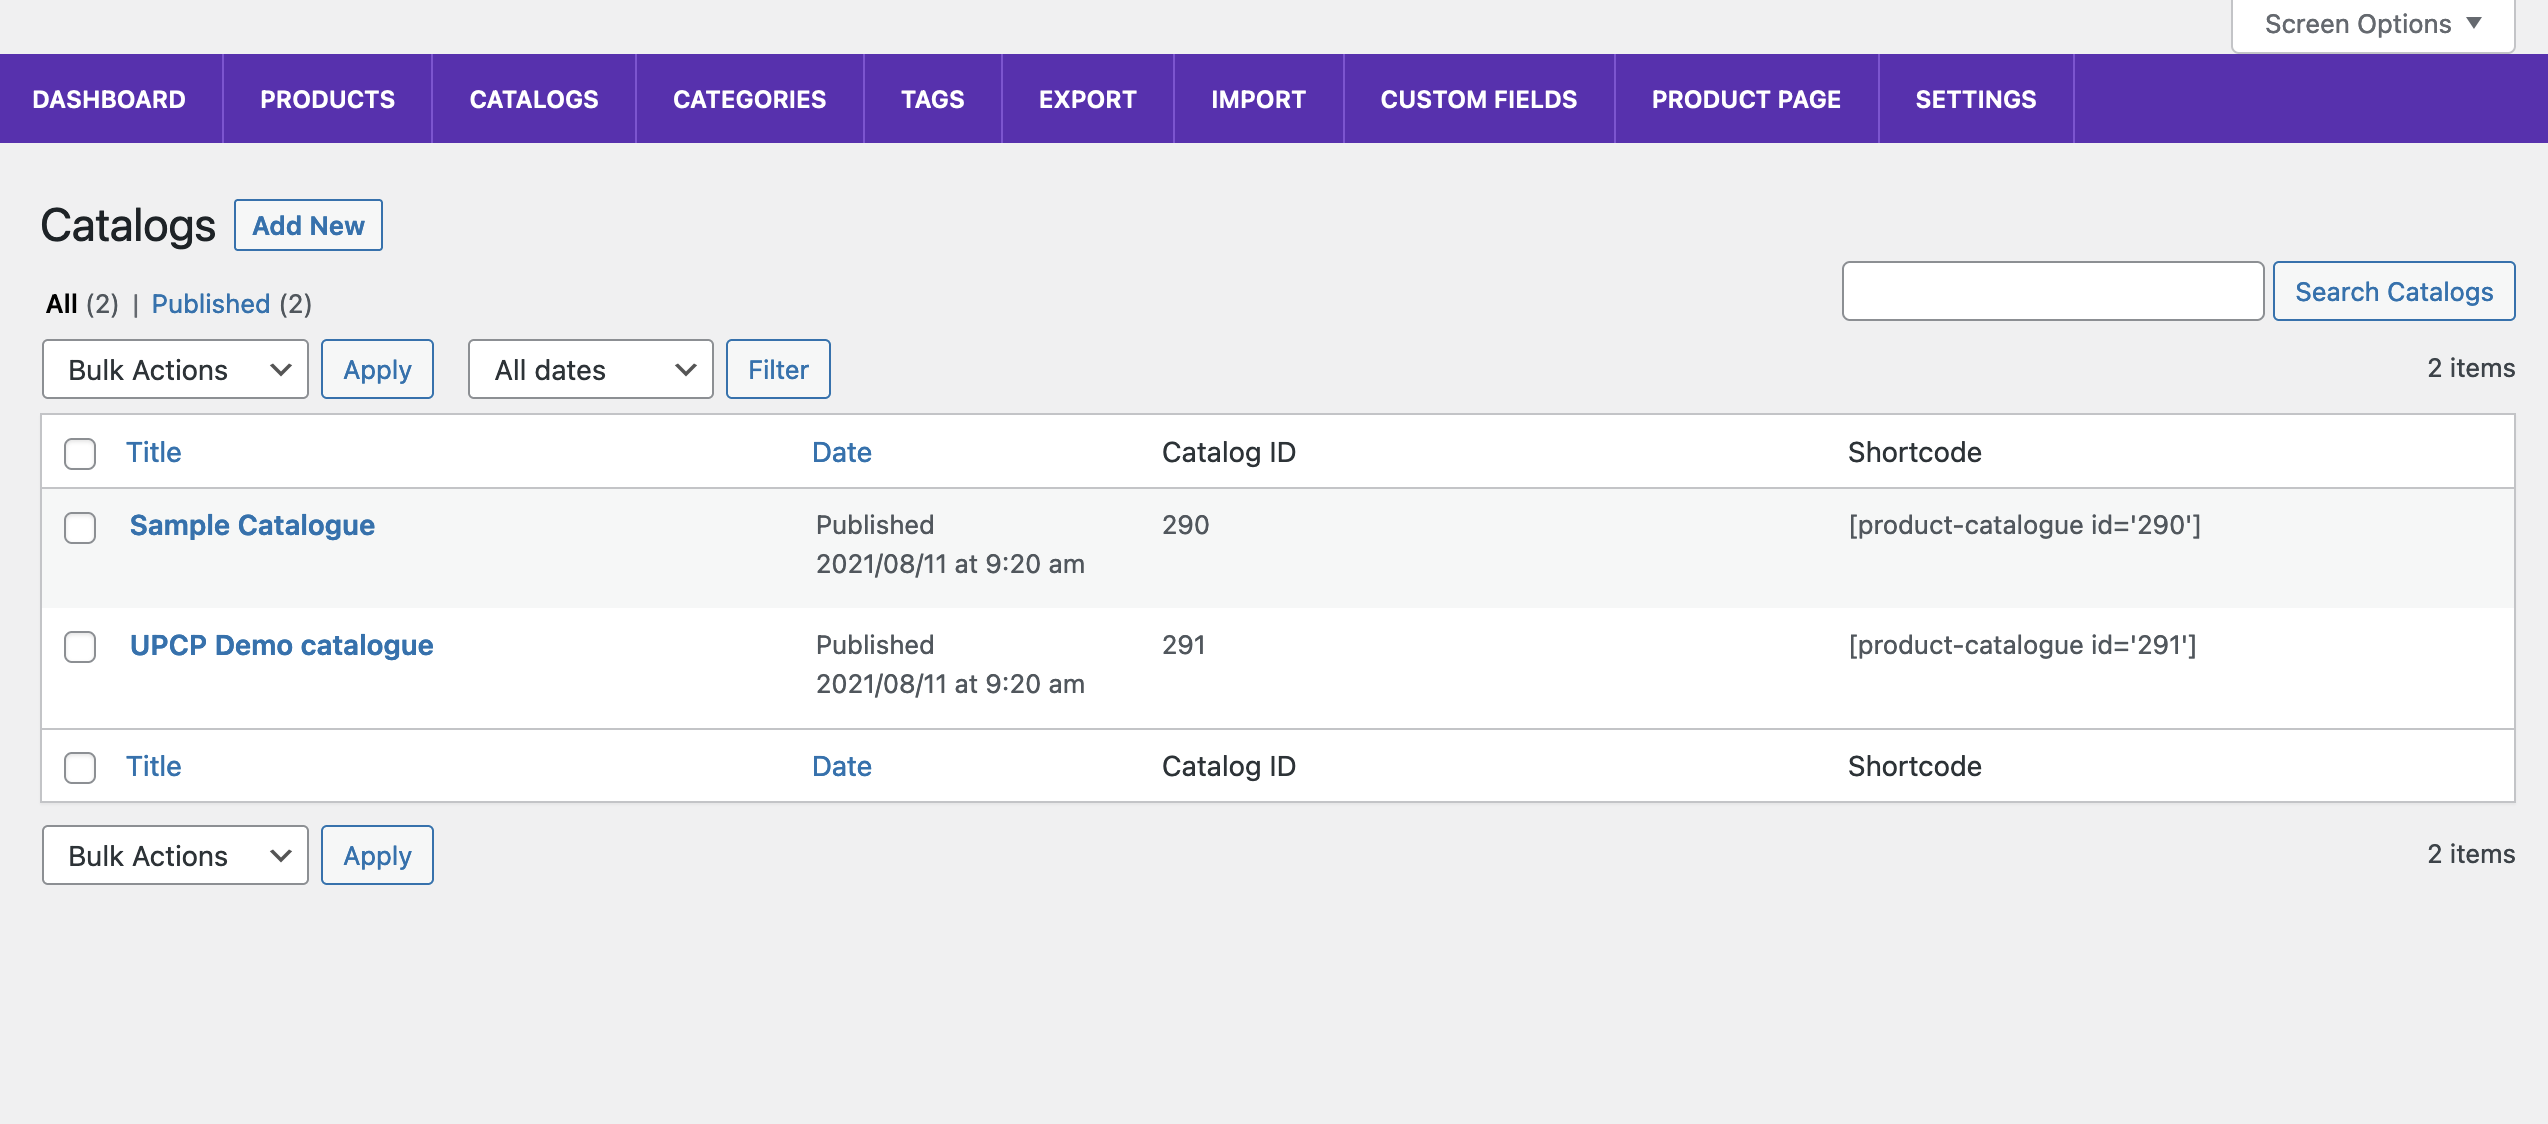 Screen Options ▼
DASHBOARD PRODUCTS CATALOGS CATEGORIES TAGS EXPORT IMPORT CUSTOM FIELDS PRODUCT PAGE SETTINGS
Catalogs Add New
All (2) | Published (2)
Search Catalogs
Bulk Actions Apply All dates Filter 2 items
Title Date Catalog ID Shortcode
Sample Catalogue Published 290 [product-catalogue id='290']
2021/08/11 at 9:20 am
UPCP Demo catalogue Published 291 [product-catalogue id='291']
2021/08/11 at 9:20 am
Title Date Catalog ID Shortcode
Bulk Actions Apply 2 items